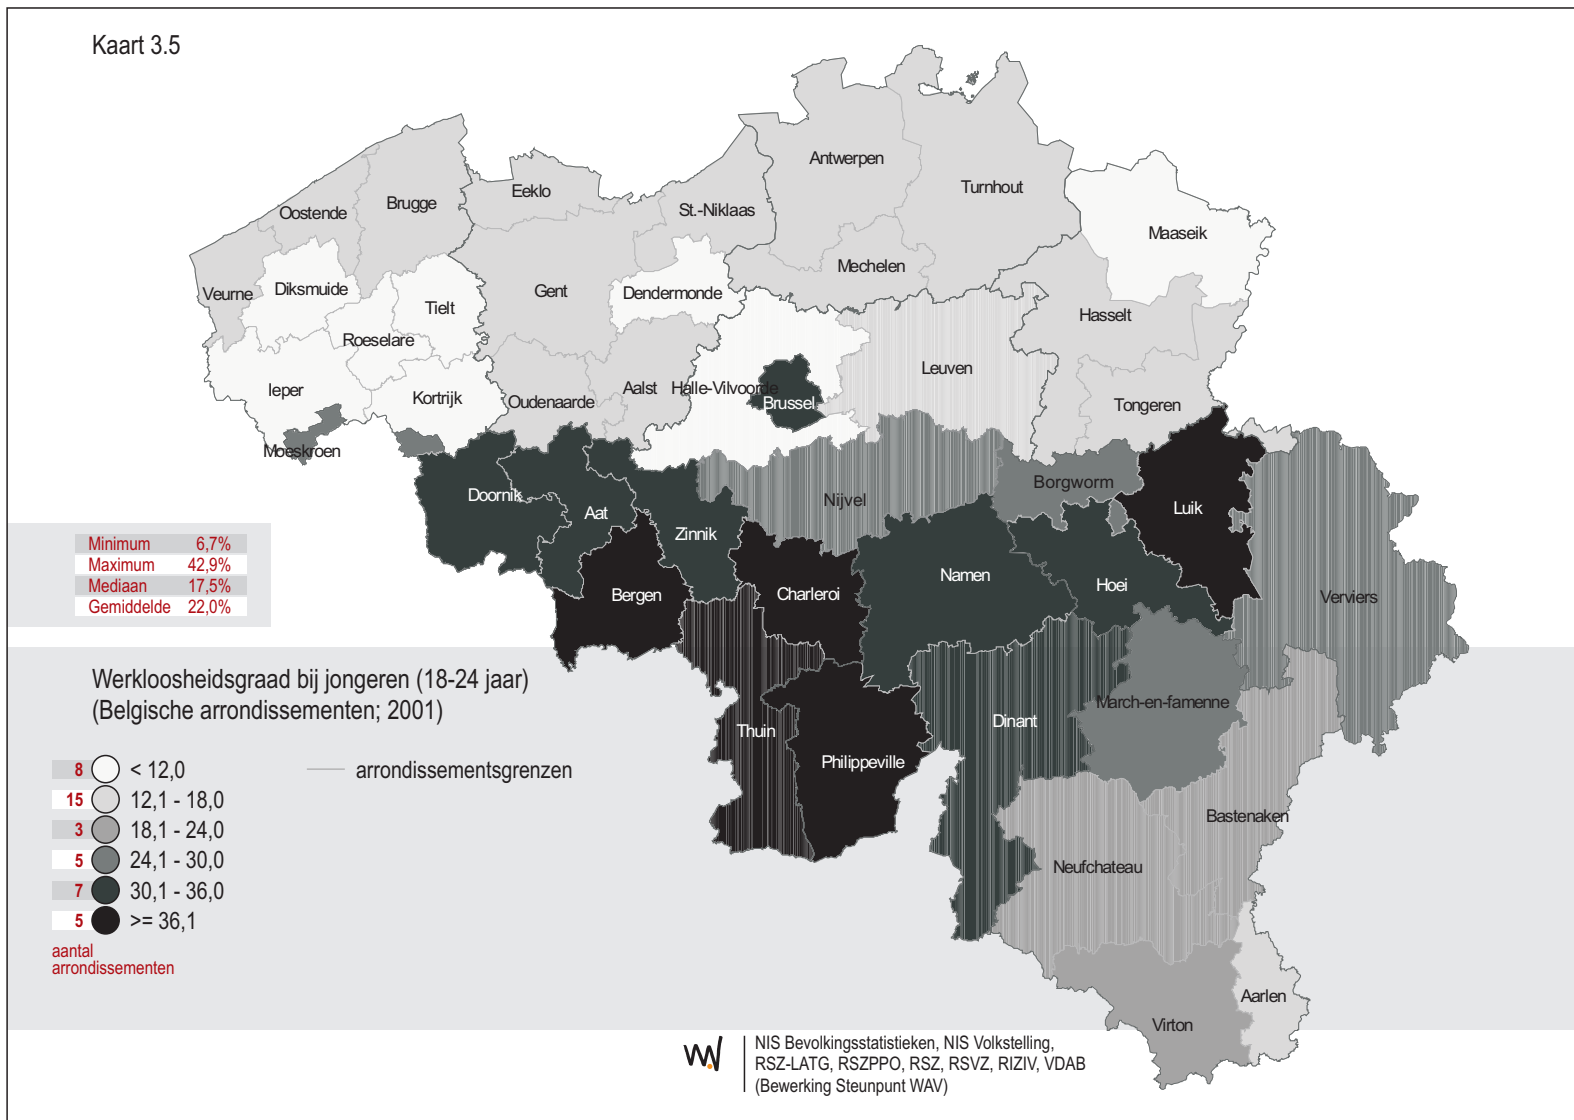 Kaart 3.5
Antwerpen
Turnhout
Eeklo
Brugge
Oostende
St.-Niklaas
Maaseik
Mechelen
Diksmuide
Veurne
Gent
Dendermonde
Tielt
Hasselt
Roeselare
Leuven
Ieper
Kortrijk
Aalst
Halle-Vilvoorde
Oudenaarde
Brussel
Tongeren
Moeskroen
Doornik
Nijvel
Borgworm
Luik
Aat
Zinnik
Namen
Hoei
Bergen
Charleroi
Verviers
Minimum 6,7%
Maximum 42,9%
Mediaan 17,5%
Gemiddelde 22,0%
Werkloosheidsgraad bij jongeren (18-24 jaar)
(Belgische arrondissementen; 2001)
March-en-famenne
Thuin
Dinant
Philippeville
8 < 12,0
arrondissementsgrenzen
15 12,1 - 18,0
3 18,1 - 24,0
5 24,1 - 30,0
7 30,1 - 36,0
5 >= 36,1
aantal
arrondissementen
Bastenaken
Neufchateau
Aarlen
Virton
NIS Bevolkingsstatistieken, NIS Volkstelling,
RSZ-LATG, RSZPPO, RSZ, RSVZ, RIZIV, VDAB
(Bewerking Steunpunt WAV)